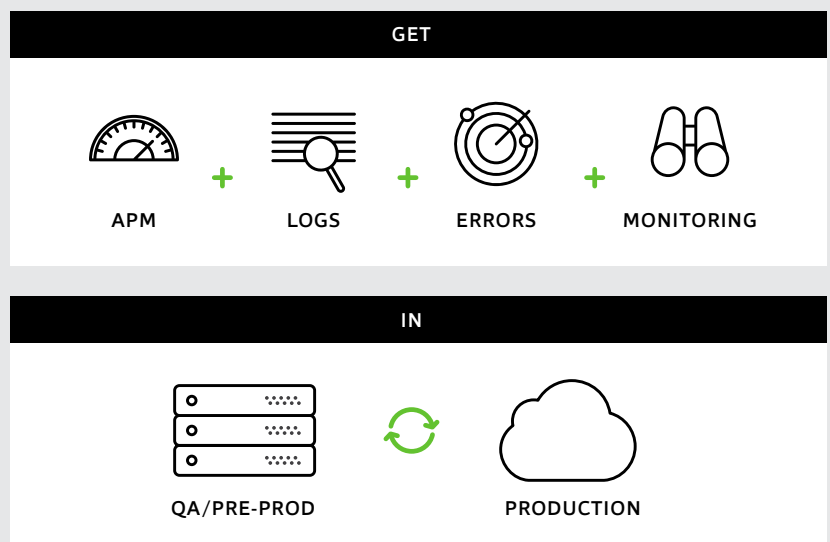 GET
APM + LOGS + ERRORS + MONITORING
IN
QA/PRE-PROD PRODUCTION